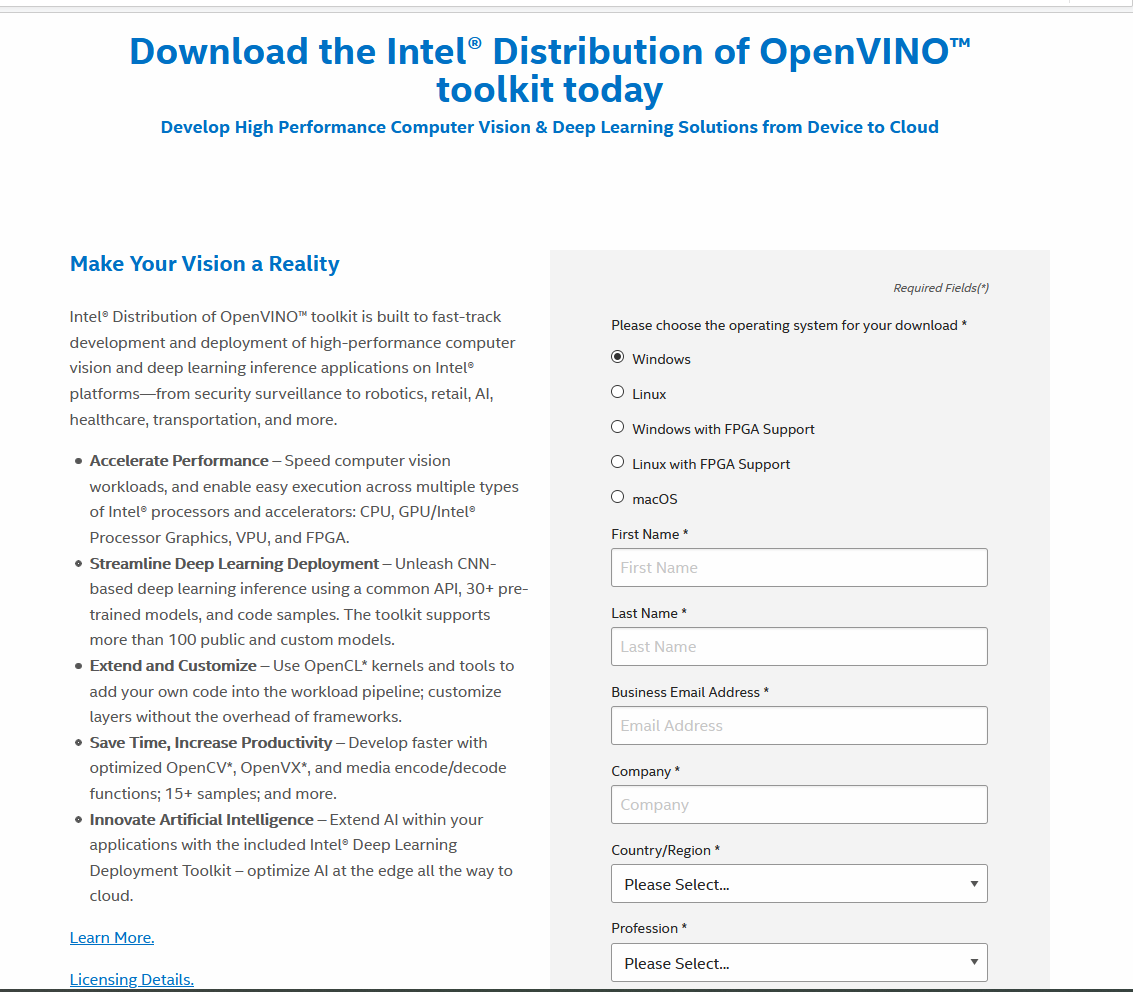 Download the Intel® Distribution of OpenVINO™
toolkit today
Develop High Performance Computer Vision & Deep Learning Solutions from Device to Cloud
Make Your Vision a Reality
Intel® Distribution of OpenVINO™ toolkit is built to fast-track
development and deployment of high-performance computer
vision and deep learning inference applications on Intel®
platforms—from security surveillance to robotics, retail, AI,
healthcare, transportation, and more.
Accelerate Performance – Speed computer vision
workloads, and enable easy execution across multiple types
of Intel® processors and accelerators: CPU, GPU/Intel®
Processor Graphics, VPU, and FPGA.
Streamline Deep Learning Deployment – Unleash CNN-
based deep learning inference using a common API, 30+ pre-
trained models, and code samples. The toolkit supports
more than 100 public and custom models.
Extend and Customize – Use OpenCL* kernels and tools to
add your own code into the workload pipeline; customize
layers without the overhead of frameworks.
Save Time, Increase Productivity – Develop faster with
optimized OpenCV*, OpenVX*, and media encode/decode
functions; 15+ samples; and more.
Innovate Artificial Intelligence – Extend AI within your
applications with the included Intel® Deep Learning
Deployment Toolkit – optimize AI at the edge all the way to
cloud.
Learn More.
Licensing Details.
Required Fields(*)
Please choose the operating system for your download *
Windows
Linux
Windows with FPGA Support
Linux with FPGA Support
macOS
First Name *
First Name
Last Name *
Last Name
Business Email Address *
Email Address
Company *
Company
Country/Region *
Please Select...
Profession *
Please Select...